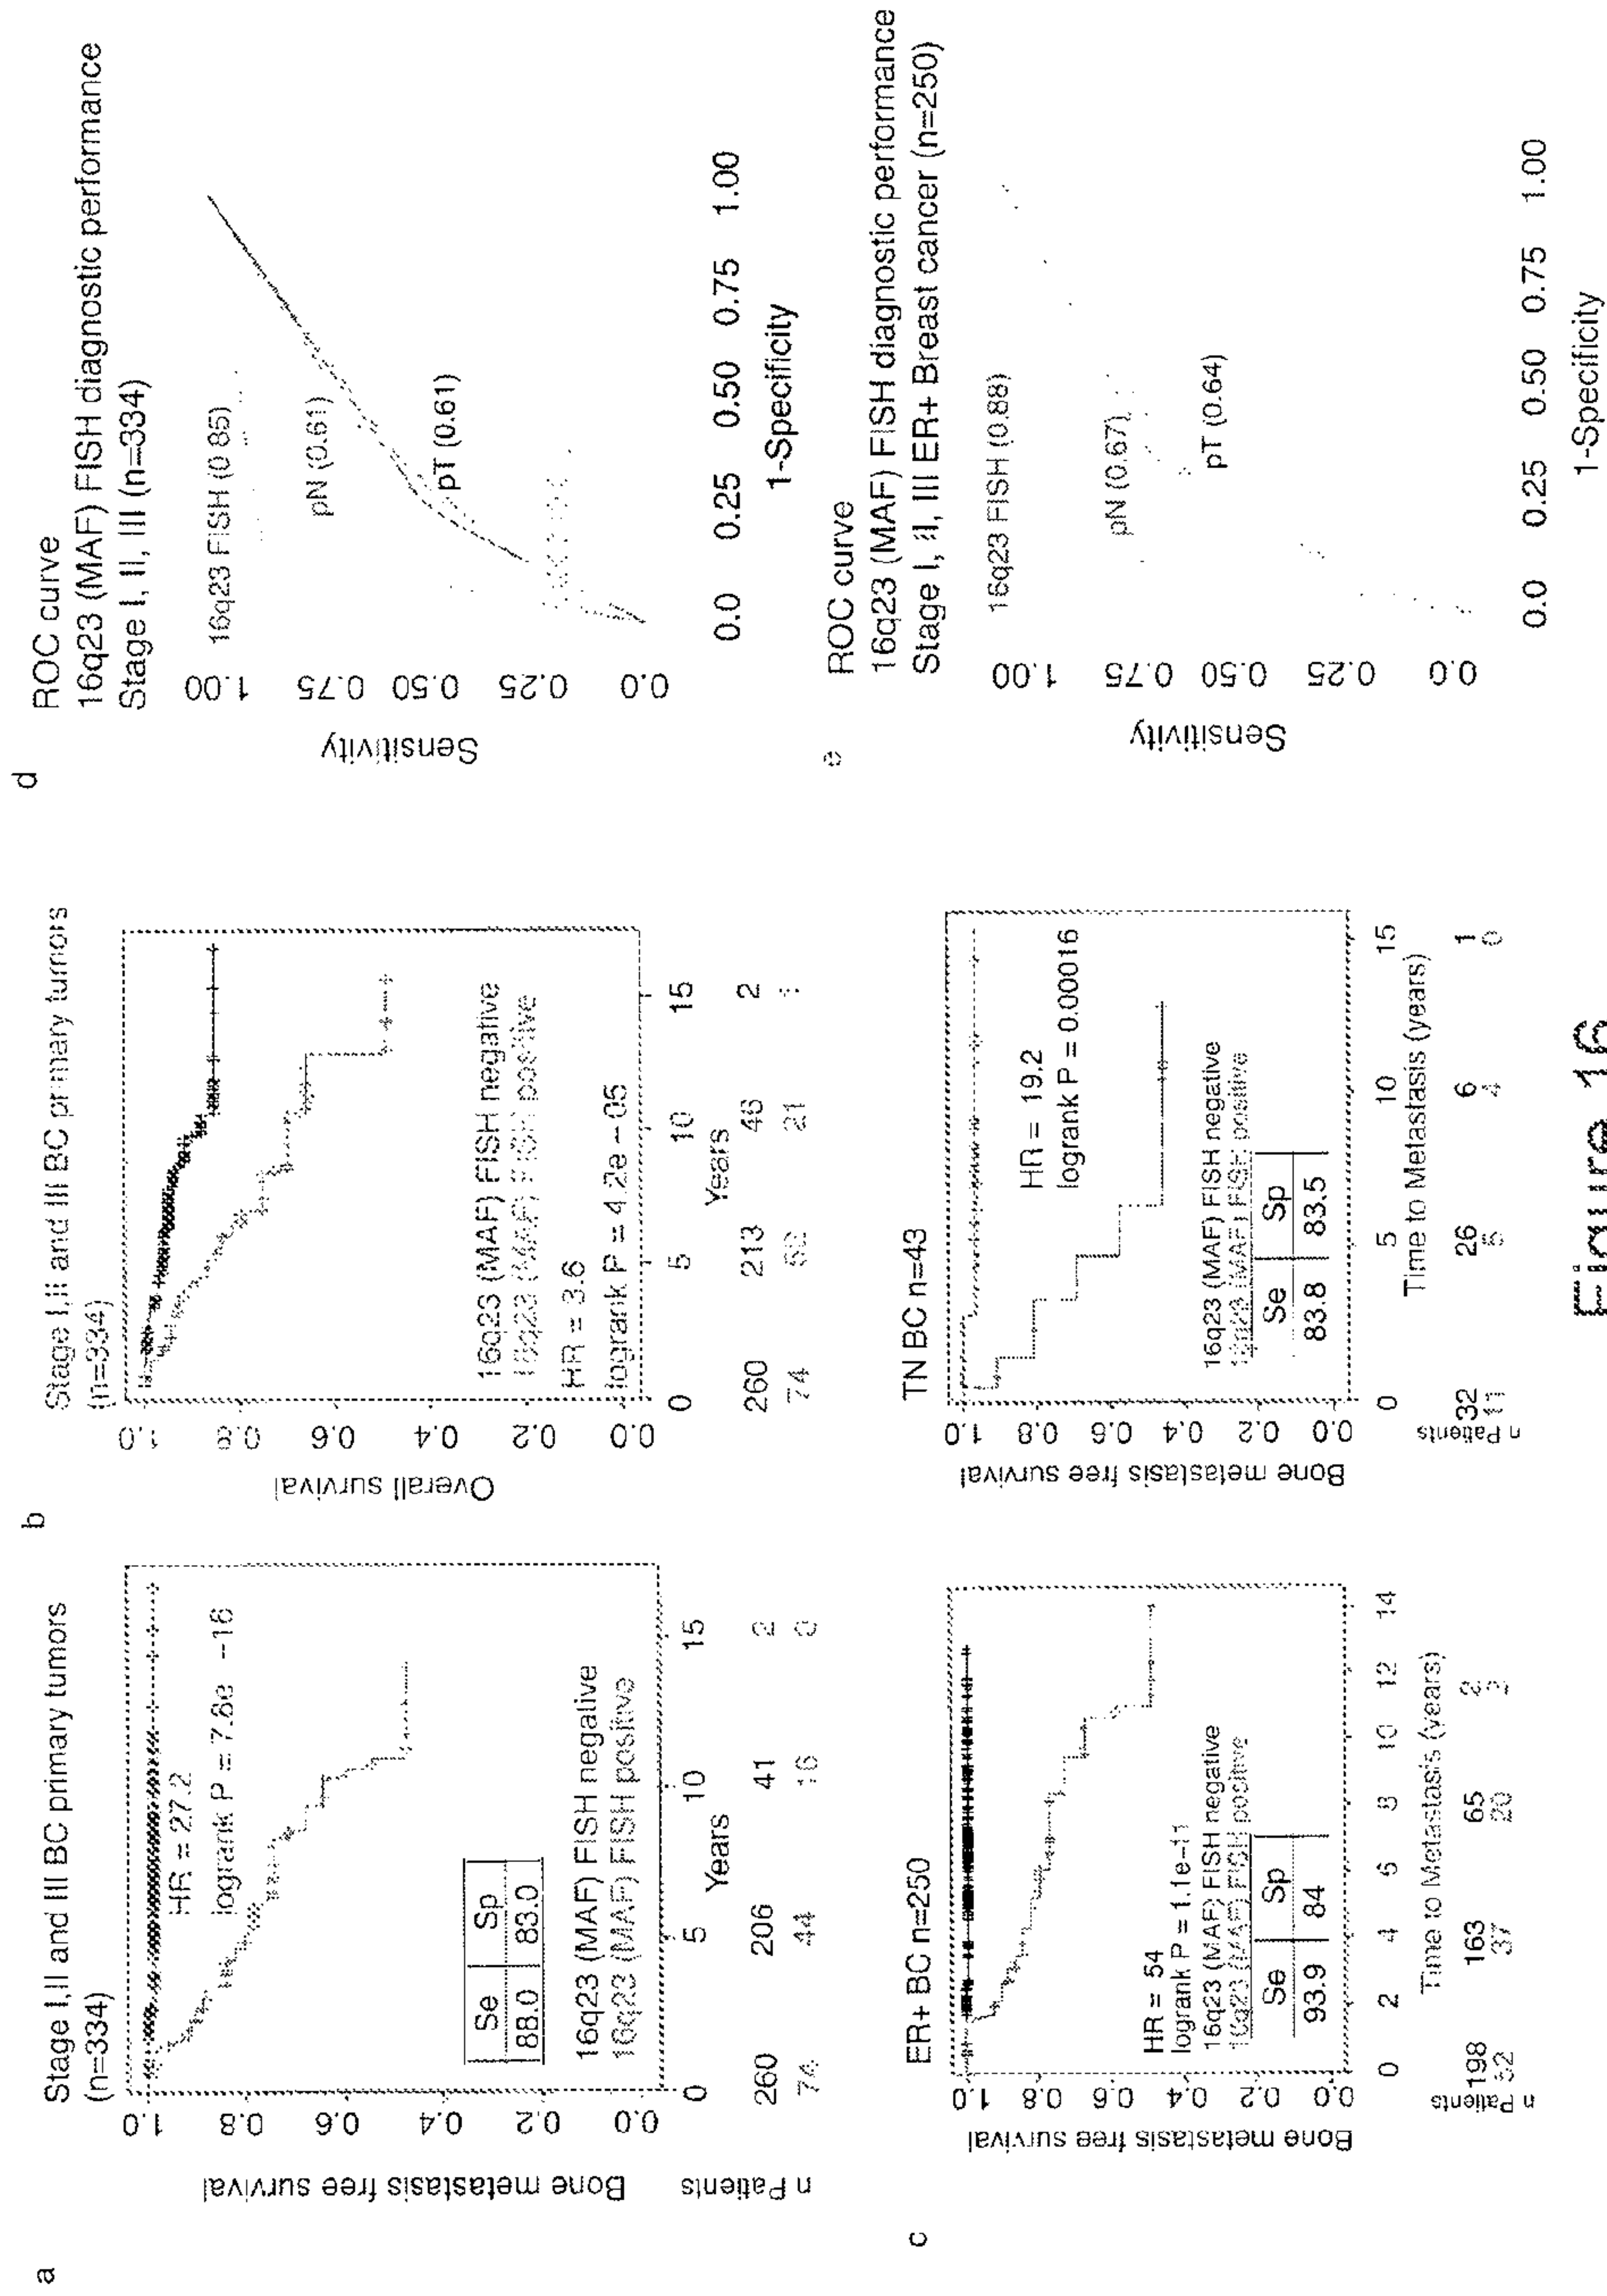 a
Stage I,II and III BC primary tumors
(n=334)
Bone metastasis free survival
1.0
0.8
0.6
0.4
0.2
0.0
HR = 27.2
logrank P = 7.6e -16
Se Sp
88.0 83.0
16q23 (MAF) FISH negative
16q23 (MAF) FISH positive
0 5 10 15
Years
n Patients
260 206 41 2
74 44 16 0
b
Stage I,II and III BC primary tumors
(n=334)
Overall survival
1.0
0.8
0.6
0.4
0.2
0.0
16q23 (MAF) FISH negative
16q23 (MAF) FISH positive
HR = 3.6
logrank P = 4.2e - 05
0 5 10 15
Years
260 213 46 2
74 21
c
ER+ BC n=250
Bone metastasis free survival
1.0
0.8
0.6
0.4
0.2
0.0
HR = 54
logrank P = 1.1e-11
16q23 (MAF) FISH negative
16q23 (MAF) FISH positive
Se Sp
93.9 84
0 2 4 6 8 10 12 14
Time to Metastasis (years)
n Patients
198 163 65
52 37 20 2
TN BC n=43
Bone metastasis free survival
1.0
0.8
0.6
0.4
0.2
0.0
HR = 19.2
logrank P = 0.00016
16q23 (MAF) FISH negative
16q23 (MAF) FISH positive
Se Sp
83.8 83.5
0 5 10 15
Time to Metastasis (years)
n Patients
32 26 6 1
11 5 4 0
d
ROC curve
16q23 (MAF) FISH diagnostic performance
Stage I, II, III (n=334)
Sensitivity
1.00
0.75
0.50
0.25
0.0
16q23 FISH (0.85)
pN (0.61)
pT (0.61)
0.0 0.25 0.50 0.75 1.00
1-Specificity
e
ROC curve
16q23 (MAF) FISH diagnostic performance
Stage I, II, III ER+ Breast cancer (n=250)
Sensitivity
1.00
0.75
0.50
0.25
0.0
16q23 FISH (0.88)
pN (0.67)
pT (0.64)
0.0 0.25 0.50 0.75 1.00
1-Specificity
Figure 16